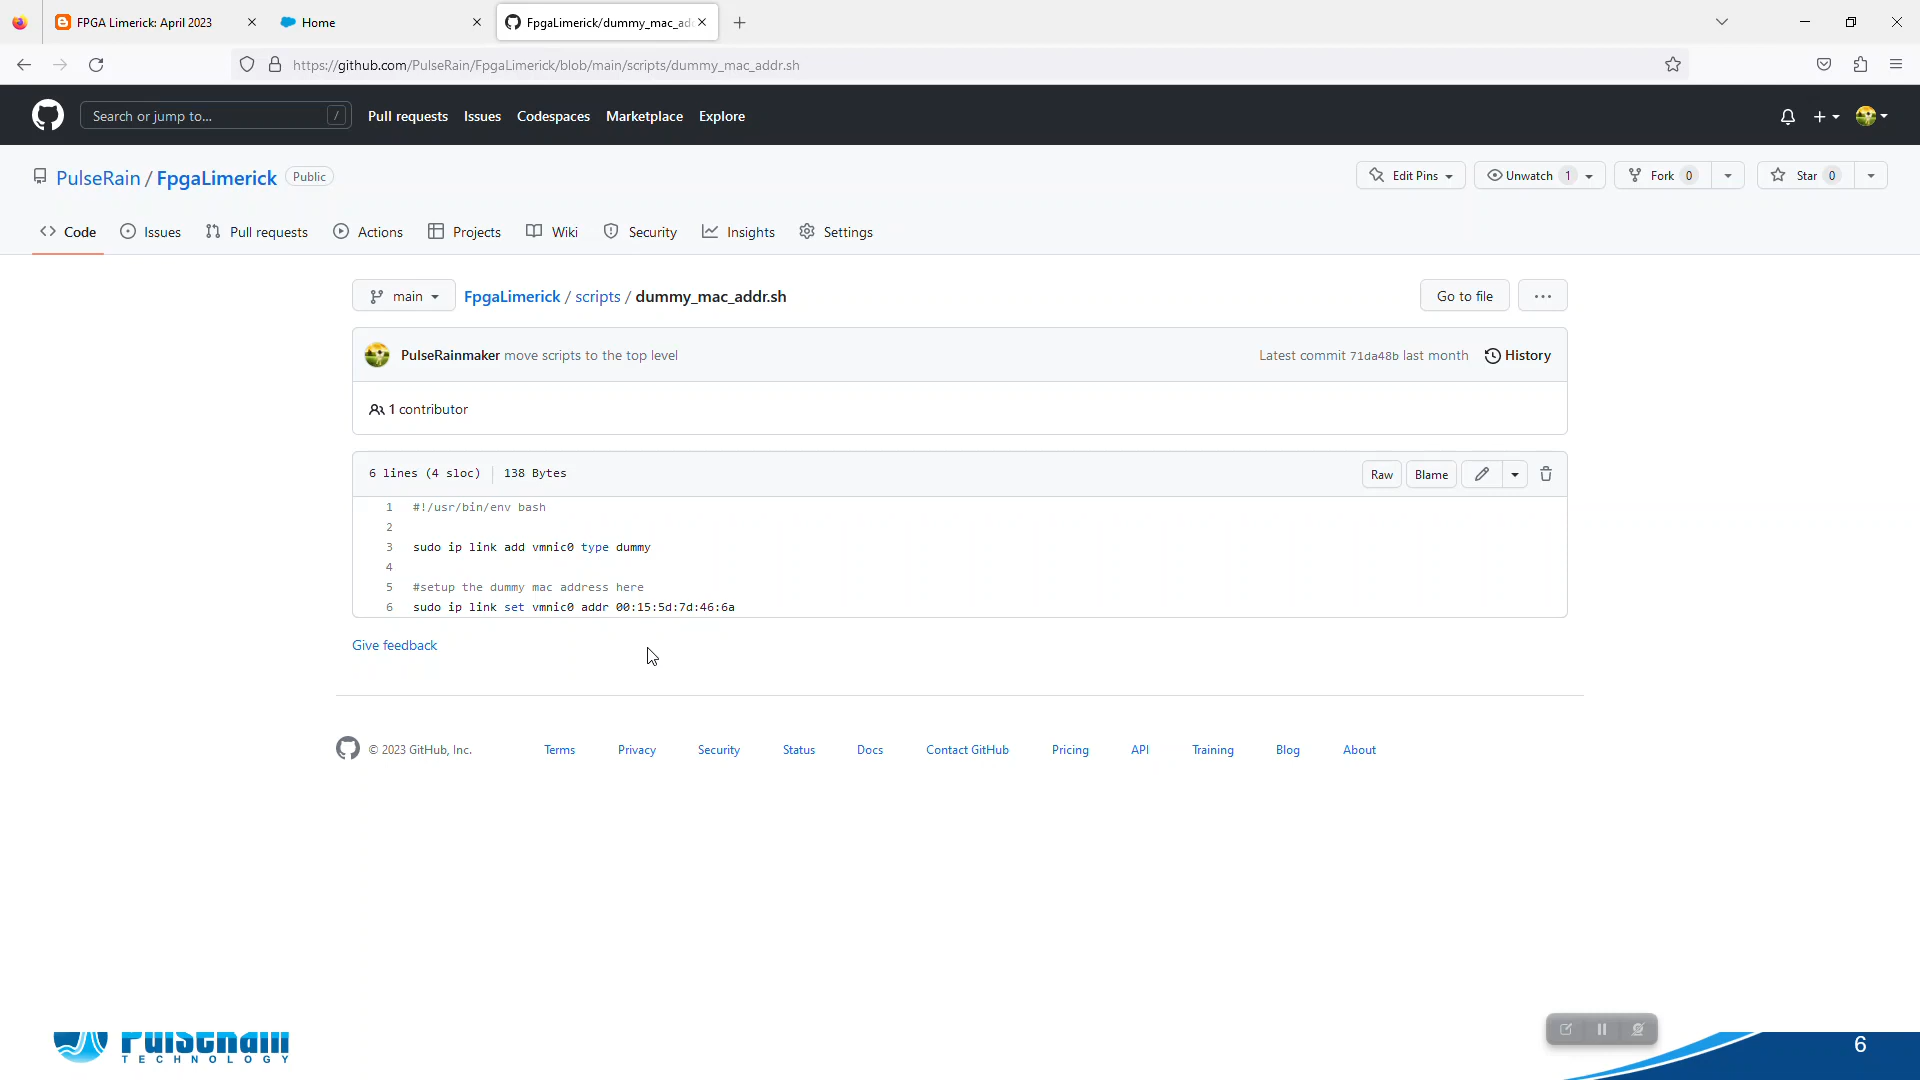 FPGA Limerick: April 2023
Home
FpgaLimerick/dummy_mac_ad
https://github.com/PulseRain/FpgaLimerick/blob/main/scripts/dummy_mac_addr.sh
Search or jump to... /
Pull requests Issues Codespaces Marketplace Explore
PulseRain / FpgaLimerick Public
Edit Pins Unwatch 1 Fork 0 Star 0
Code Issues Pull requests Actions Projects Wiki Security Insights Settings
main FpgaLimerick / scripts / dummy_mac_addr.sh Go to file
PulseRainmaker move scripts to the top level Latest commit 71da48b last month History
1 contributor
6 lines (4 sloc) 138 Bytes Raw Blame
1 #!/usr/bin/env bash
2
3 sudo ip link add vmnic0 type dummy
4
5 #setup the dummy mac address here
6 sudo ip link set vmnic0 addr 00:15:5d:7d:46:6a
Give feedback
© 2023 GitHub, Inc. Terms Privacy Security Status Docs Contact GitHub Pricing API Training Blog About
PulseRain
TECHNOLOGY
6